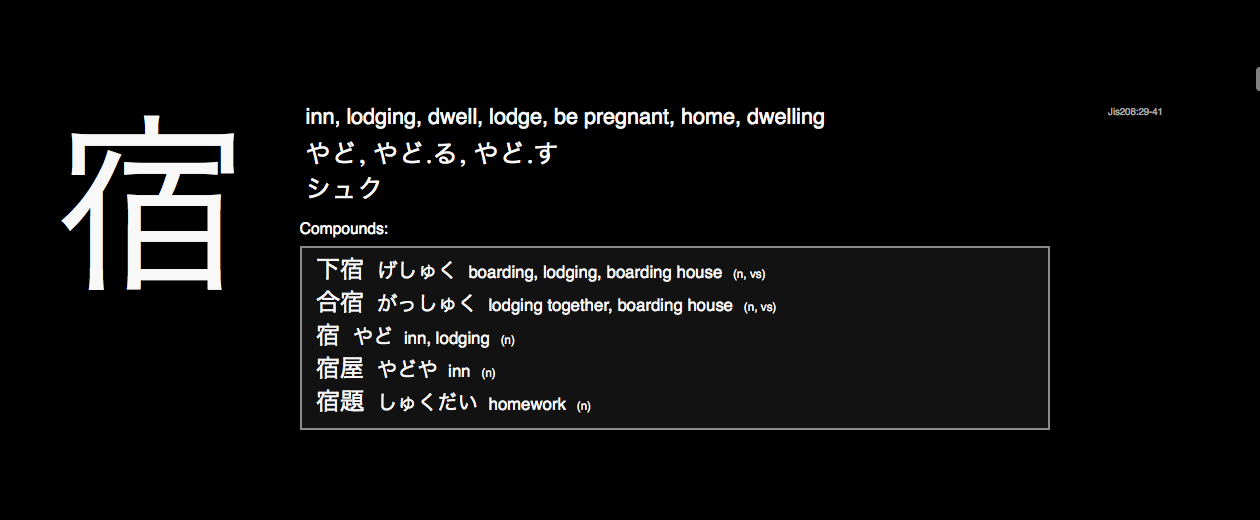 宿
inn, lodging, dwell, lodge, be pregnant, home, dwelling
Jis208:29-41
やど, やど.る, やど.す
シュク
Compounds:
下宿 げしゅく boarding, lodging, boarding house (n, vs)
合宿 がっしゅく lodging together, boarding house (n, vs)
宿 やど inn, lodging (n)
宿屋 やどや inn (n)
宿題 しゅくだい homework (n)